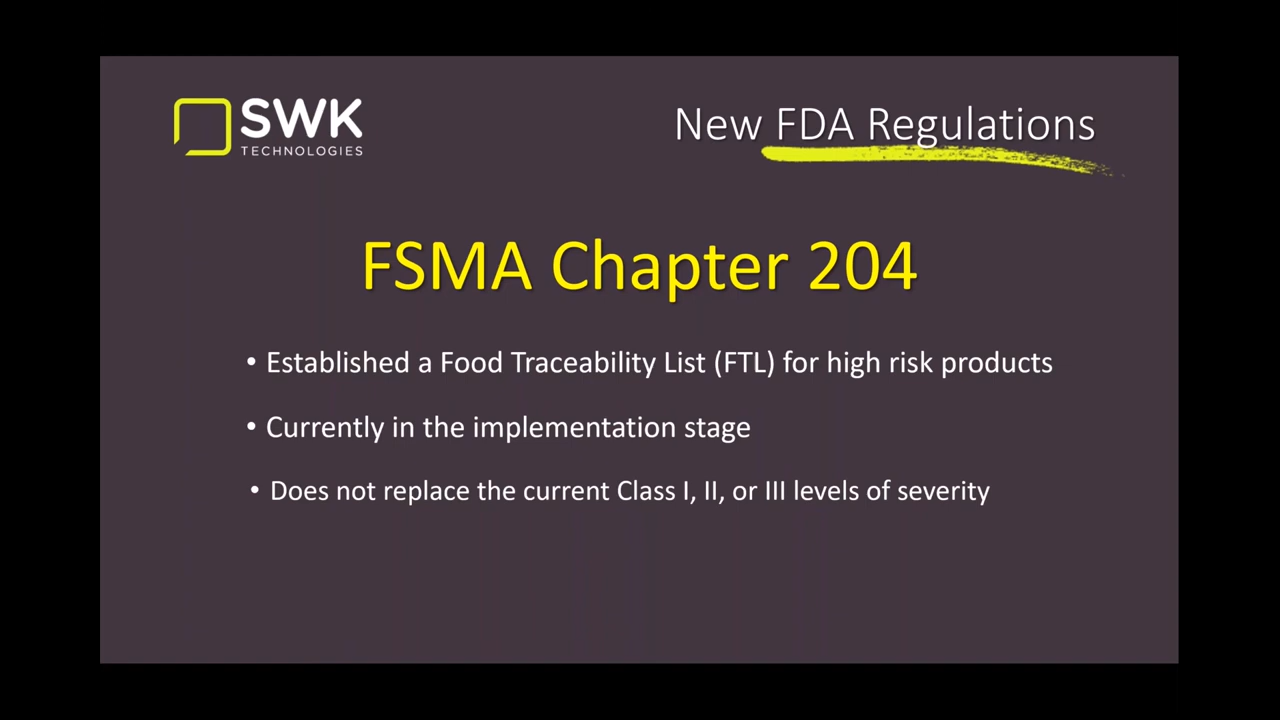 SWK
TECHNOLOGIES
New FDA Regulations
FSMA Chapter 204
• Established a Food Traceability List (FTL) for high risk products
• Currently in the implementation stage
• Does not replace the current Class I, II, or III levels of severity